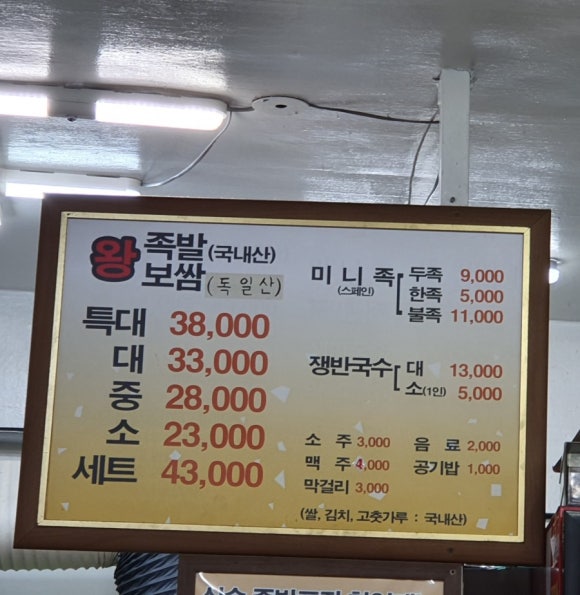 왕 족발 (국내산)
보쌈 (독일산)
특대 38,000
대 33,000
중 28,000
소 23,000
세트 43,000
미니족 (스페인)
두족 9,000
한족 5,000
불족 11,000
쟁반국수
대 13,000
소(1인) 5,000
소주 3,000 음료 2,000
맥주 4,000 공기밥 1,000
막걸리 3,000
(쌀, 김치, 고춧가루 : 국내산)